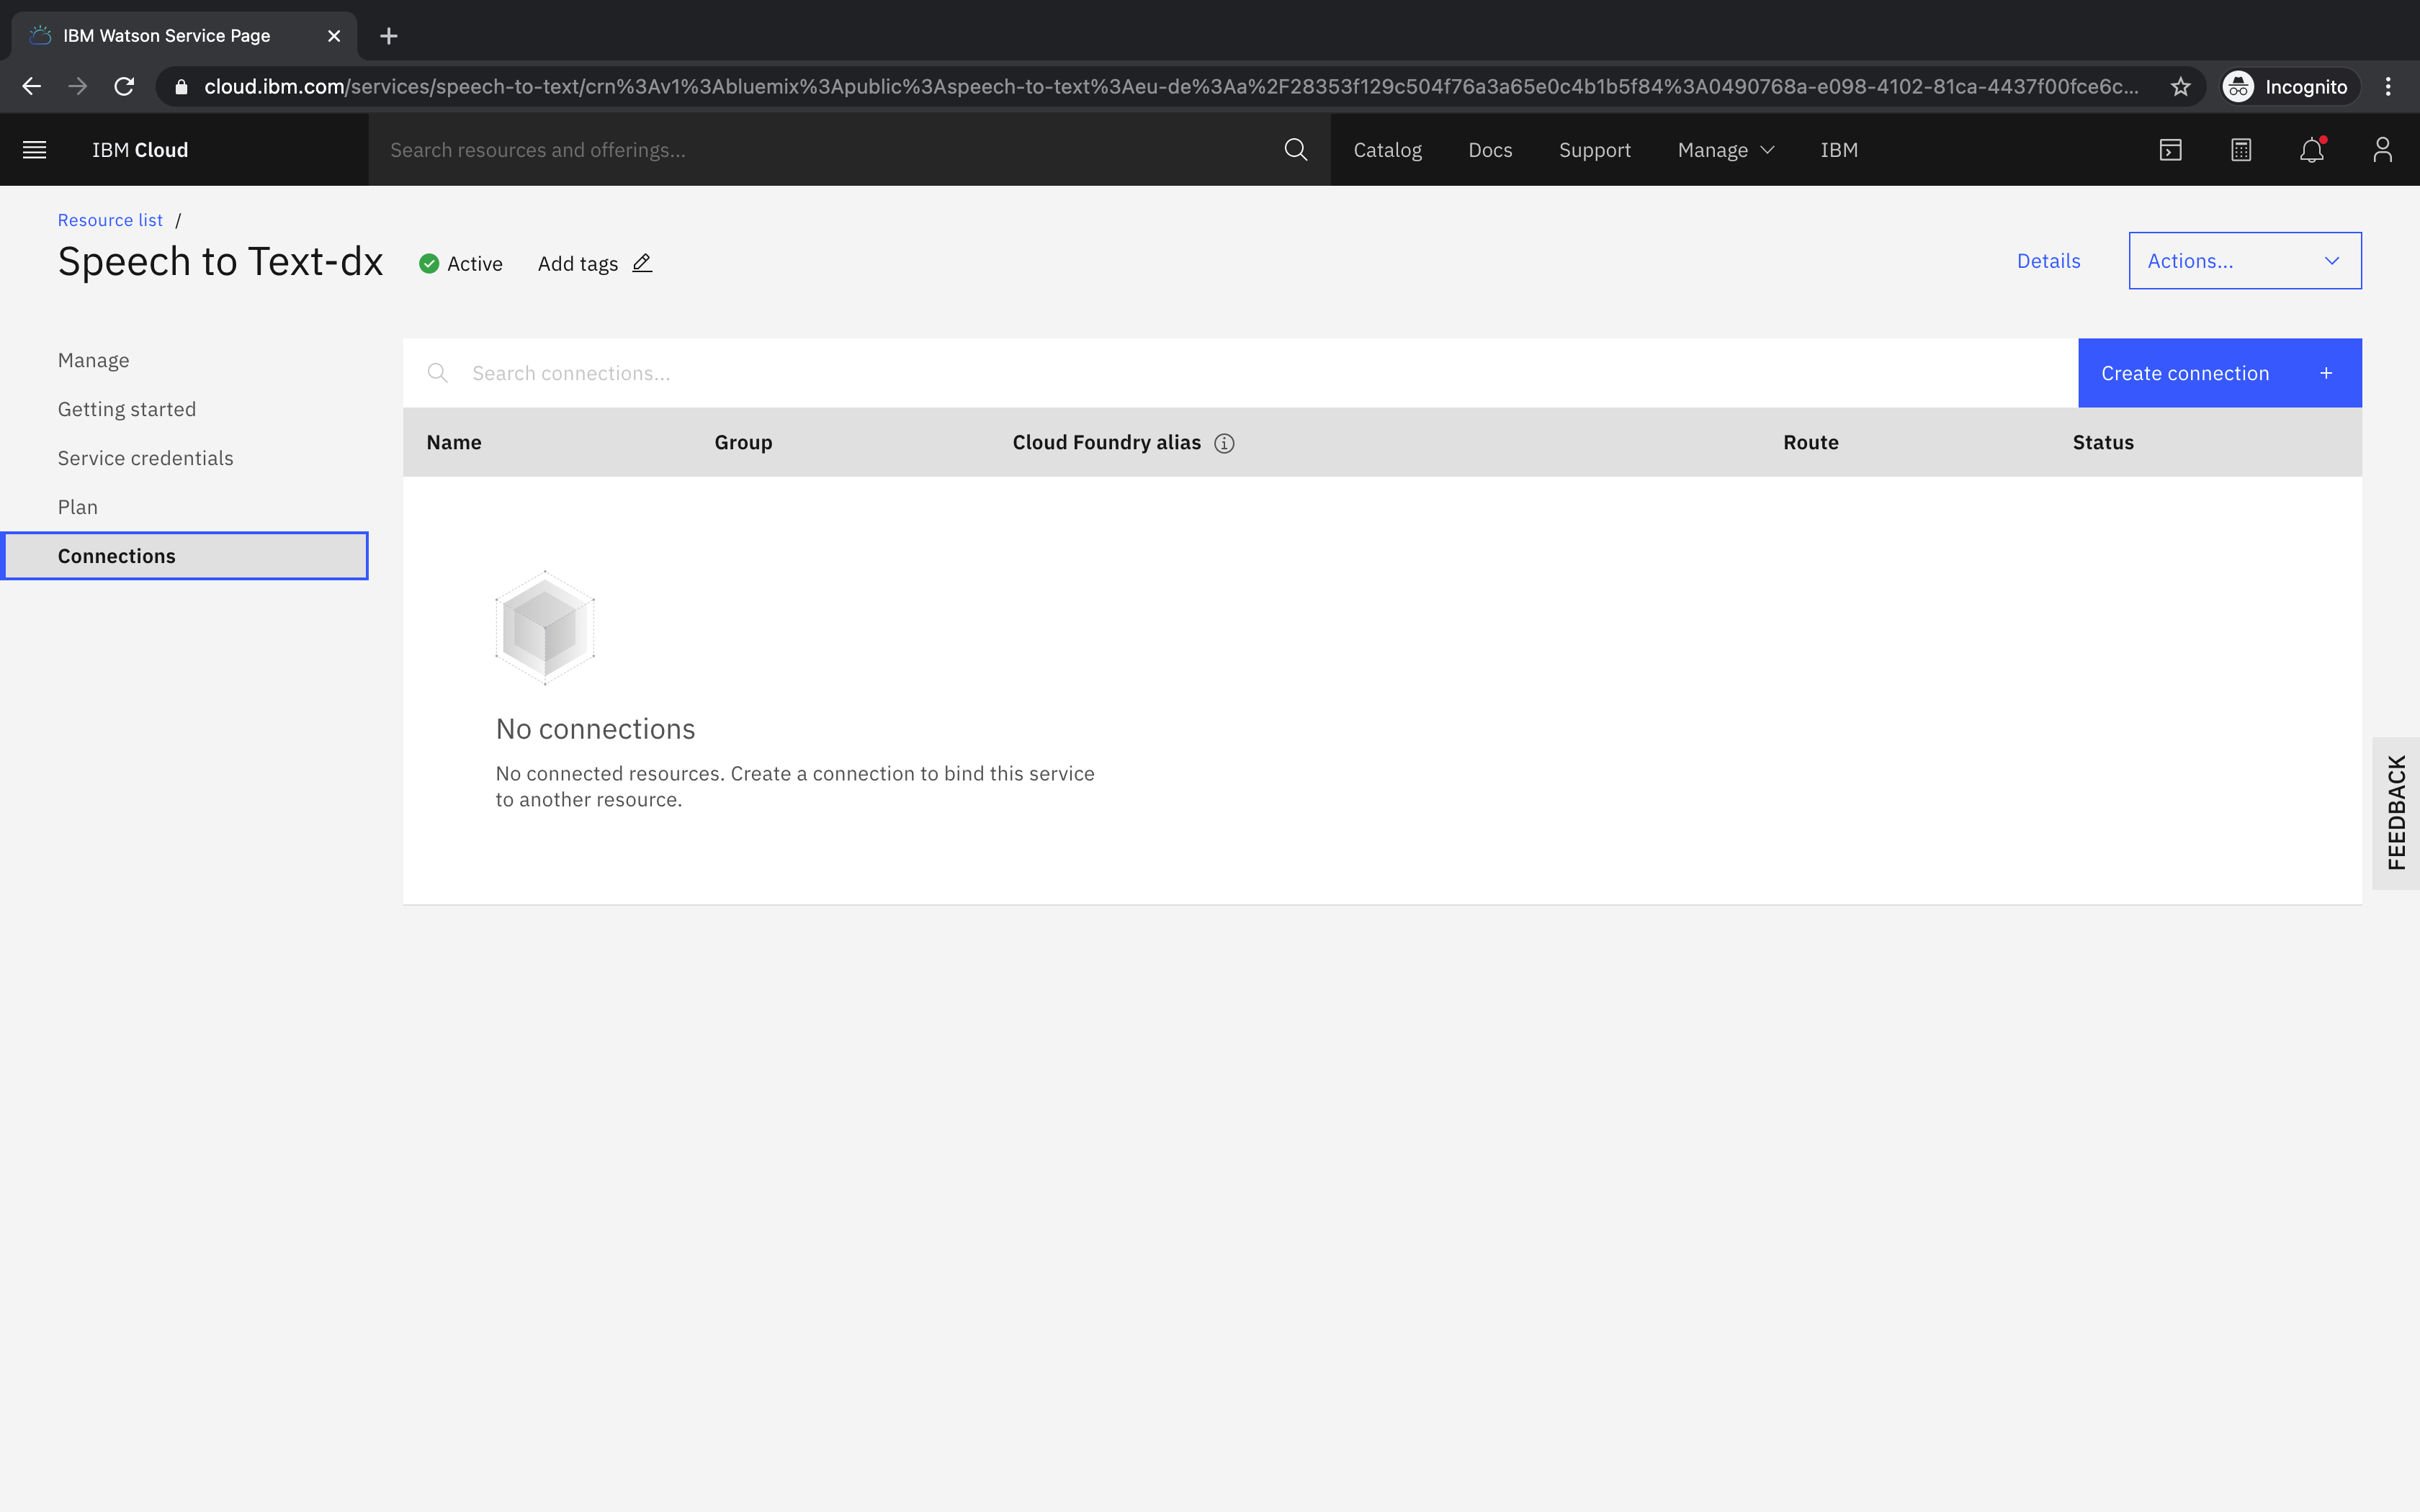 IBM Watson Service Page
cloud.ibm.com/services/speech-to-text/crn%3Av1%3Abluemix%3Apublic%3Aspeech-to-text%3Aeu-de%3Aa%2F28353f129c504f76a3a65e0c4b1b5f84%3A0490768a-e098-4102-81ca-4437f00fce6c...
Incognito
IBM Cloud
Search resources and offerings...
Catalog
Docs
Support
Manage
IBM
Resource list /
Speech to Text-dx
Active
Add tags
Details
Actions...
Manage
Getting started
Service credentials
Plan
Connections
Search connections...
Create connection +
Name
Group
Cloud Foundry alias
Route
Status
No connections
No connected resources. Create a connection to bind this service
to another resource.
FEEDBACK